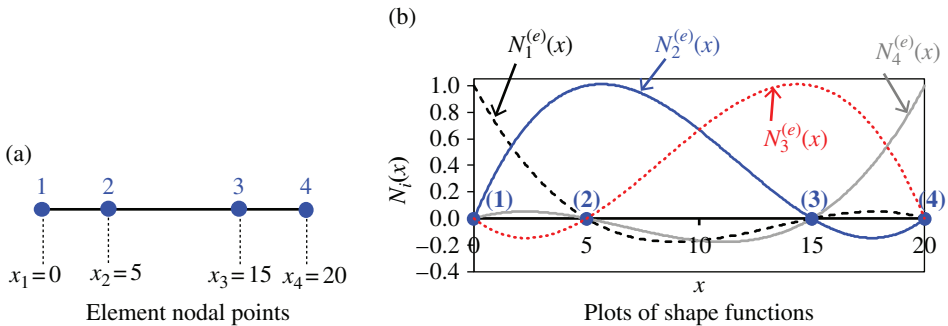 (a)
1 2 3 4
x₁=0 x₂=5 x₃=15 x₄=20
Element nodal points
(b)
N₁⁽ᵉ⁾(x) N₂⁽ᵉ⁾(x) N₄⁽ᵉ⁾(x)
N₃⁽ᵉ⁾(x)
Nᵢ(x)
1.0
0.8
0.6
0.4
0.2
0.0
−0.2
−0.4
(1) (2) (3) (4)
0 5 10 15 20
x
Plots of shape functions